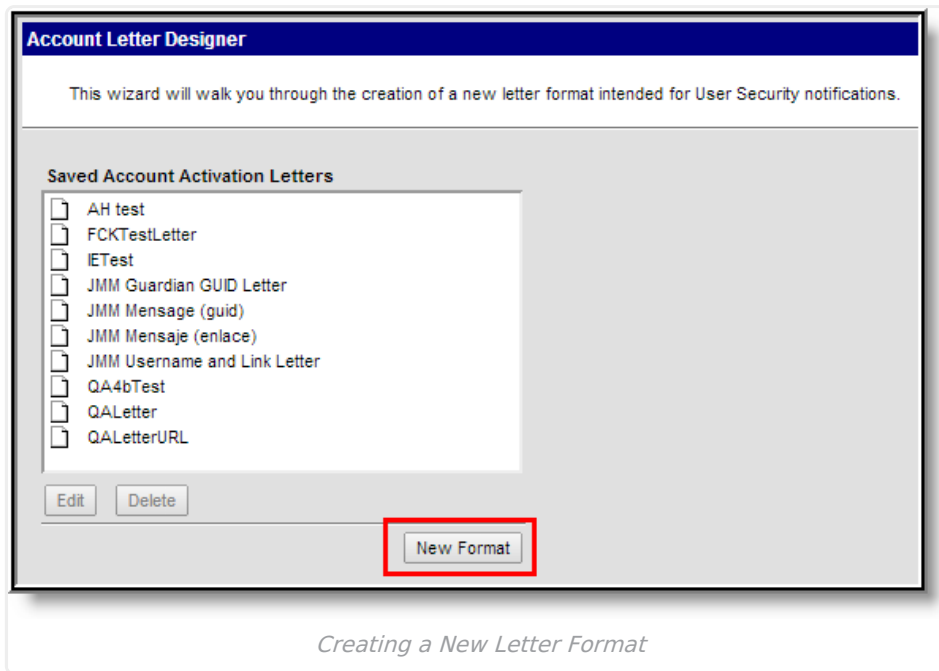 Account Letter Designer
This wizard will walk you through the creation of a new letter format intended for User Security notifications.
Saved Account Activation Letters
AH test
FCKTestLetter
IETest
JMM Guardian GUID Letter
JMM Mensage (guid)
JMM Mensaje (enlace)
JMM Username and Link Letter
QA4bTest
QALetter
QALetterURL
Edit Delete
New Format
Creating a New Letter Format